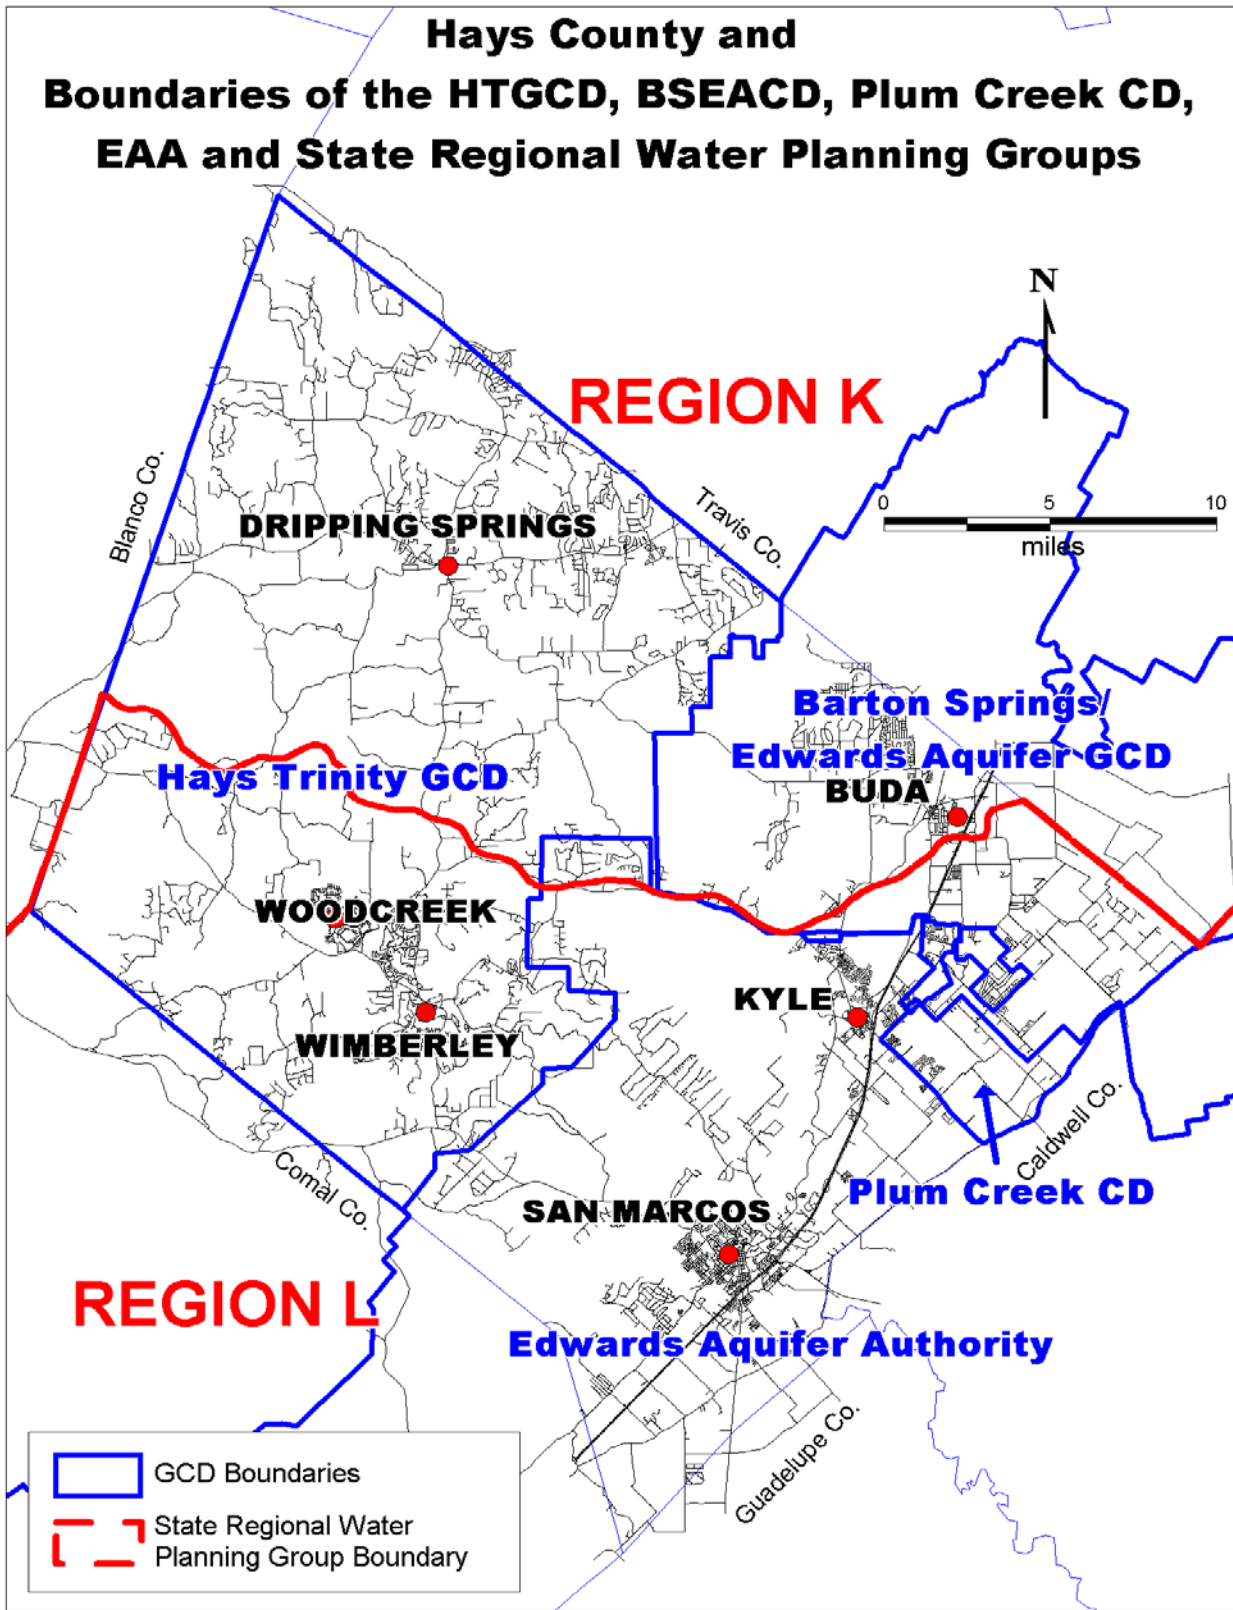 Hays County and
Boundaries of the HTGCD, BSEACD, Plum Creek CD,
EAA and State Regional Water Planning Groups
N
REGION K
0 5 10
miles
Blanco Co.
Travis Co.
DRIPPING SPRINGS
Barton Springs/
Edwards Aquifer GCD
Hays Trinity GCD
BUDA
WOODCREEK
KYLE
WIMBERLEY
Caldwell Co.
Comal Co.
Plum Creek CD
SAN MARCOS
REGION L
Edwards Aquifer Authority
Guadelupe Co.
GCD Boundaries
State Regional Water
Planning Group Boundary